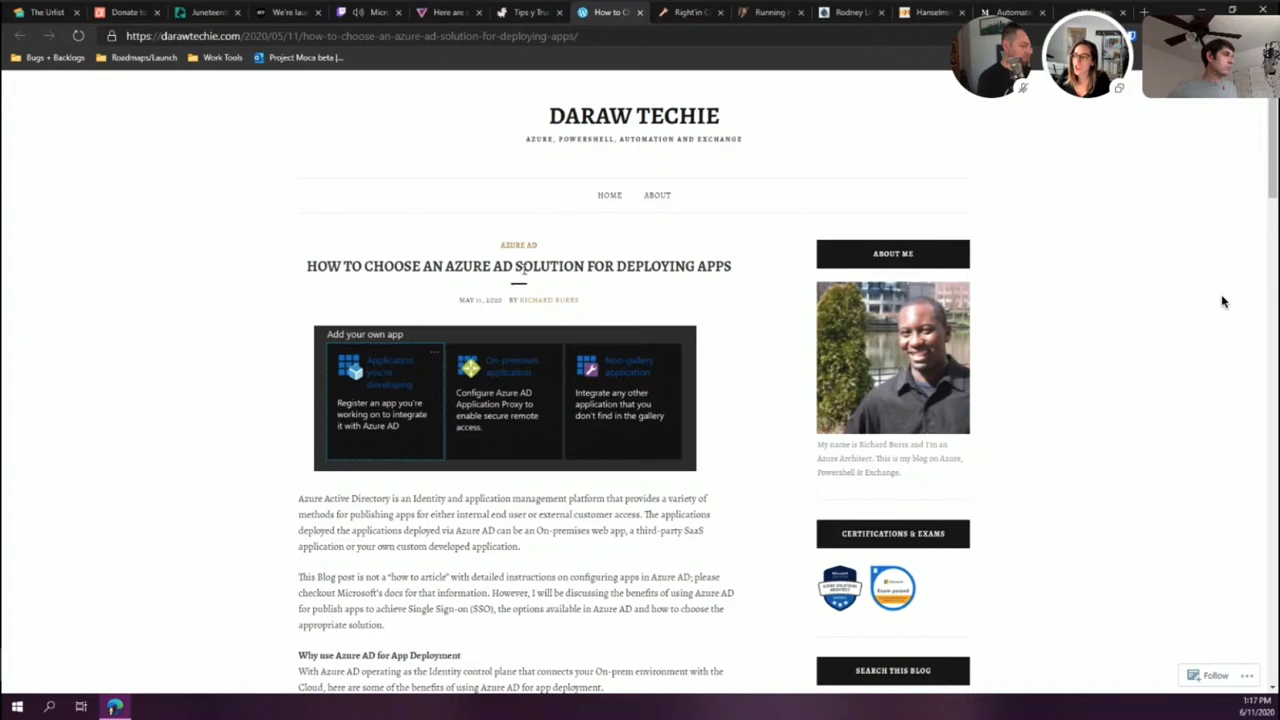 The Urlist
Donate to
Juneteen
We're lau
Micro
Here are s
Tips y Truc
How to C
Right'in C
Running
Rodney L
Hanselmin
Automat
https://darawtechie.com/2020/05/11/how-to-choose-an-azure-ad-solution-for-deploying-apps/
Bugs + Backlogs
Roadmaps/Launch
Work Tools
Project Moca beta |...
DARAW TECHIE
AZURE, POWERSHELL, AUTOMATION AND EXCHANGE
HOME
ABOUT
AZURE AD
HOW TO CHOOSE AN AZURE AD SOLUTION FOR DEPLOYING APPS
MAY 11, 2020 BY RICHARD BURRS
Add your own app
Application
you're
developing
Register an app you're
working on to integrate
it with Azure AD
On-premises
application
Configure Azure AD
Application Proxy to
enable secure remote
access.
Non-gallery
application
Integrate any other
application that you
don't find in the gallery
Azure Active Directory is an Identity and application management platform that provides a variety of
methods for publishing apps for either internal end user or external customer access. The applications
deployed the applications deployed via Azure AD can be an On-premises web app, a third-party SaaS
application or your own custom developed application.
This Blog post is not a "how to article" with detailed instructions on configuring apps in Azure AD; please
checkout Microsoft's docs for that information. However, I will be discussing the benefits of using Azure AD
for publish apps to achieve Single Sign-on (SSO), the options available in Azure AD and how to choose the
appropriate solution.
Why use Azure AD for App Deployment
With Azure AD operating as the Identity control plane that connects your On-prem environment with the
Cloud, here are some of the benefits of using Azure AD for app deployment.
ABOUT ME
My name is Richard Burrs and I'm an
Azure Architect. This is my blog on Azure,
Powershell & Exchange.
CERTIFICATIONS & EXAMS
AZURE SOLUTIONS
ARCHITECT
Exam passed
SEARCH THIS BLOG
Follow
1:17 PM
6/11/2020